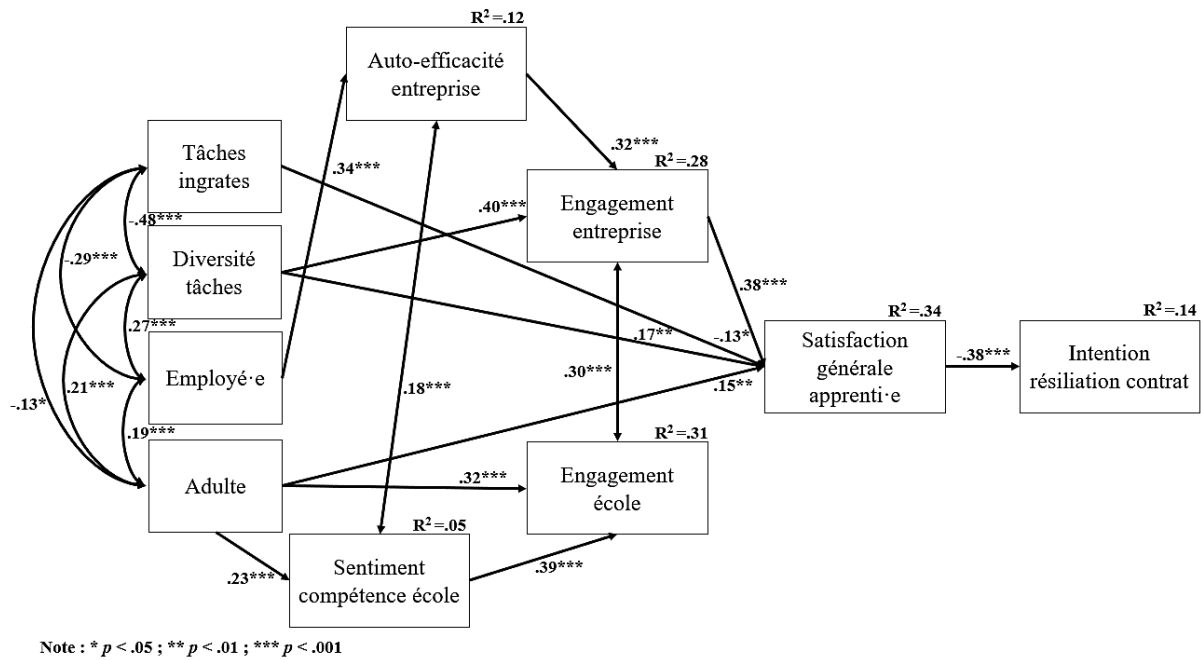 R² =.12
Auto-efficacité
entreprise
Tâches
ingrates
.34***
.32***
R² =.28
-.48***
.40***
Engagement
entreprise
-.29***
Diversité
tâches
.38***
.27***
.17**
-.13*
R² =.34
R² =.14
Satisfaction
générale
apprenti·e
-.38***
Intention
résiliation contrat
Employé·e
.30***
.21***
.18***
.15**
-.13*
.19***
R² =.31
Adulte
.32***
Engagement
école
R² =.05
.23***
Sentiment
compétence école
.39***
Note : * p < .05 ; ** p < .01 ; *** p < .001